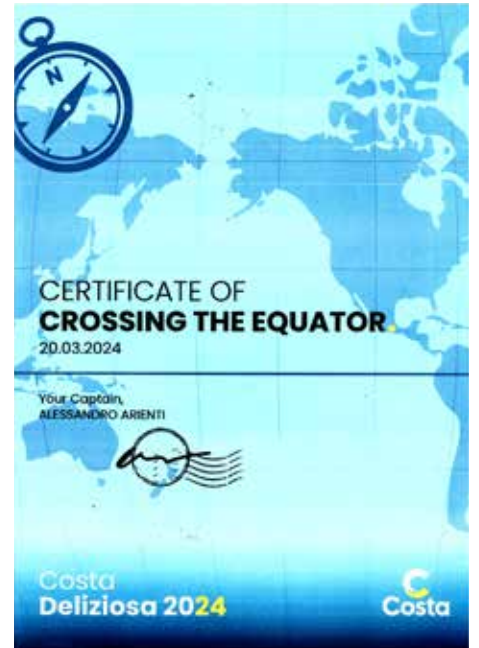 N
CERTIFICATE OF
CROSSING THE EQUATOR.
20.03.2024
Your Captain,
ALESSANDRO ARIENTI
Costa
Deliziosa 2024
C
Costa